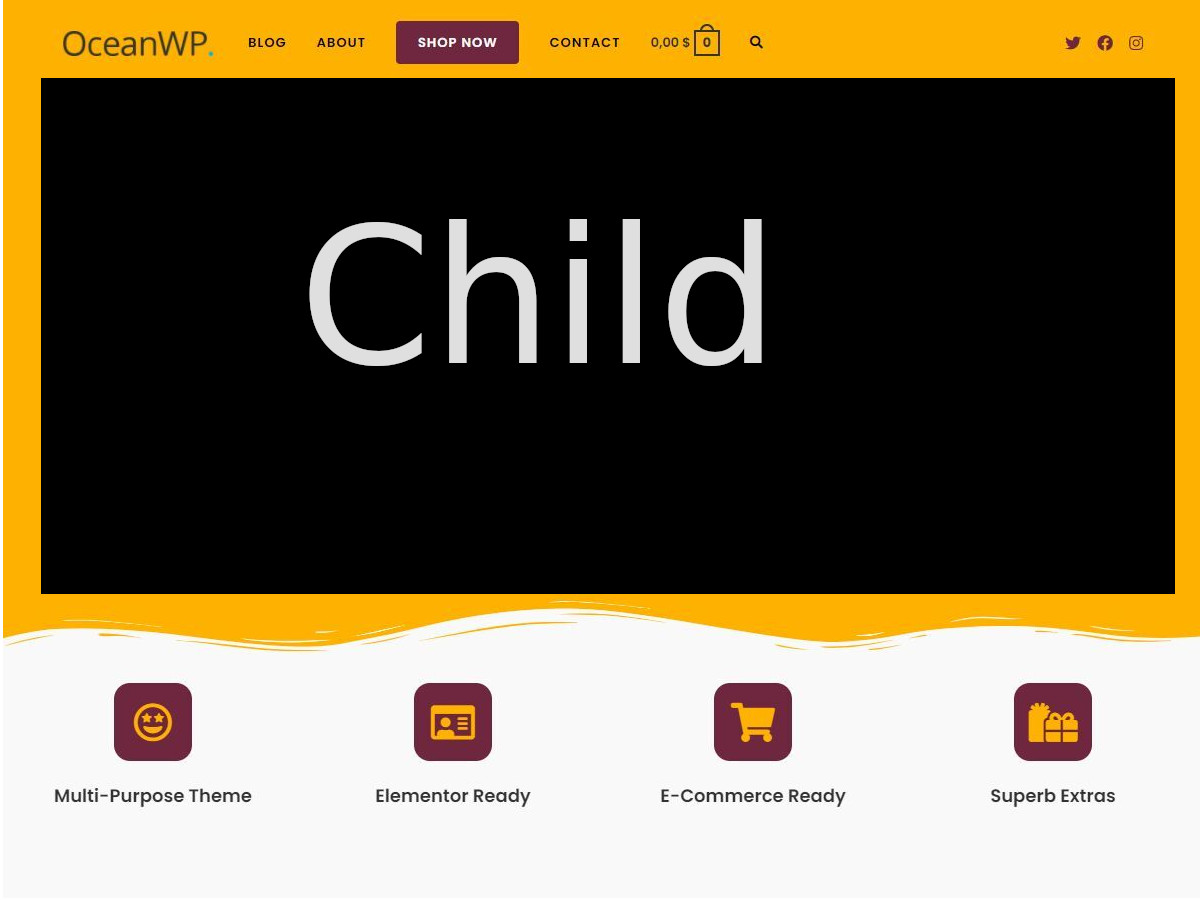 OceanWP. BLOG ABOUT SHOP NOW CONTACT 0,00 $ 0
Child
Multi-Purpose Theme Elementor Ready E-Commerce Ready Superb Extras